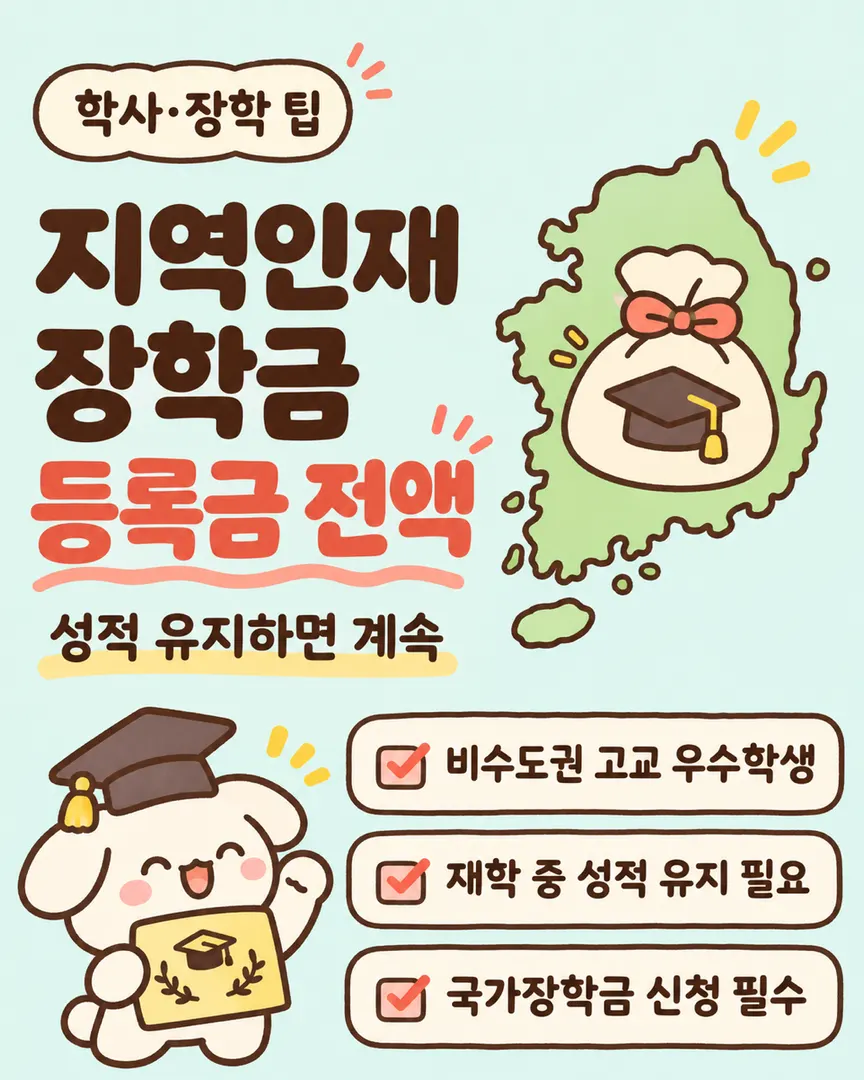 학사·장학 팁
지역인재
장학금
등록금 전액
성적 유지하면 계속
비수도권 고교 우수학생
재학 중 성적 유지 필요
국가장학금 신청 필수